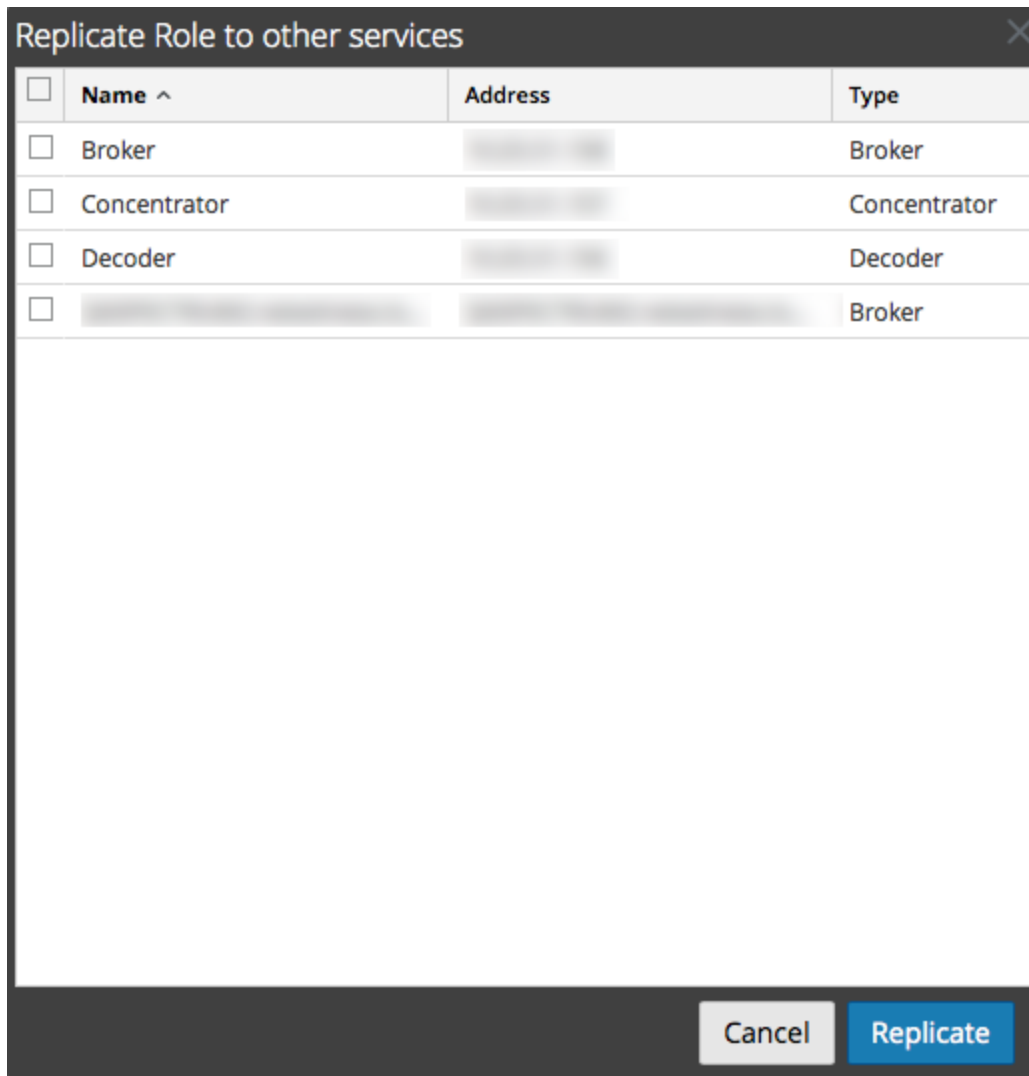 Replicate Role to other services
Name Address Type
Broker Broker
Concentrator Concentrator
Decoder Decoder
Broker
Cancel Replicate